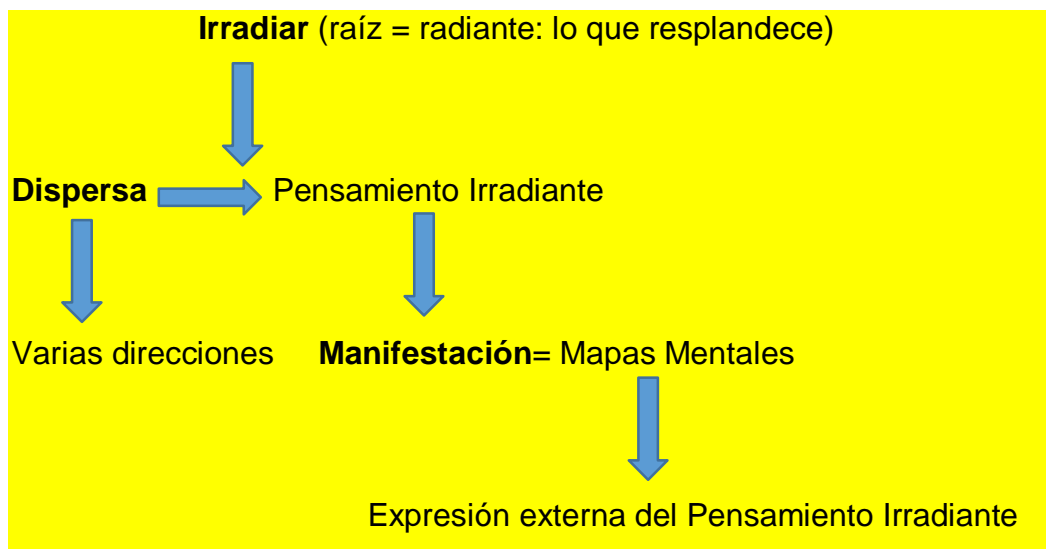 Irradiar (raíz = radiante: lo que resplandece)
Dispersa Pensamiento Irradiante
Varias direcciones Manifestación= Mapas Mentales
Expresión externa del Pensamiento Irradiante